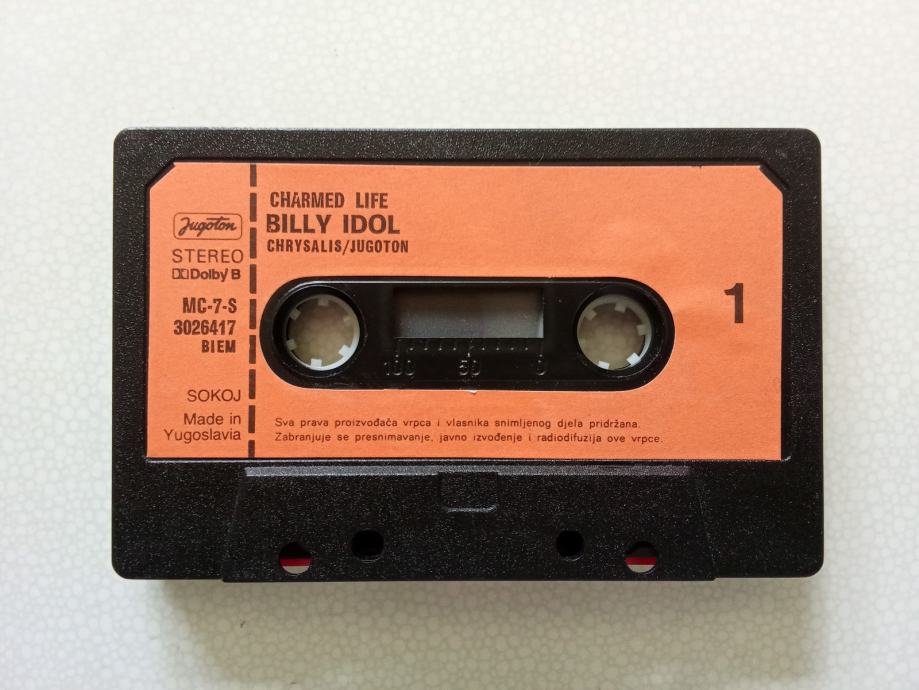 Jugoton
STEREO
Dolby B
MC-7-S
3026417
BIEM
SOKOJ
Made in
Yugoslavia
CHARMED LIFE
BILLY IDOL
CHRYSALIS/JUGOTON
1
100 50 0
Sva prava proizvođača vrpca i vlasnika snimljenog djela pridržana.
Zabranjuje se presnimavanje, javno izvođenje i radiodifuzija ove vrpce.